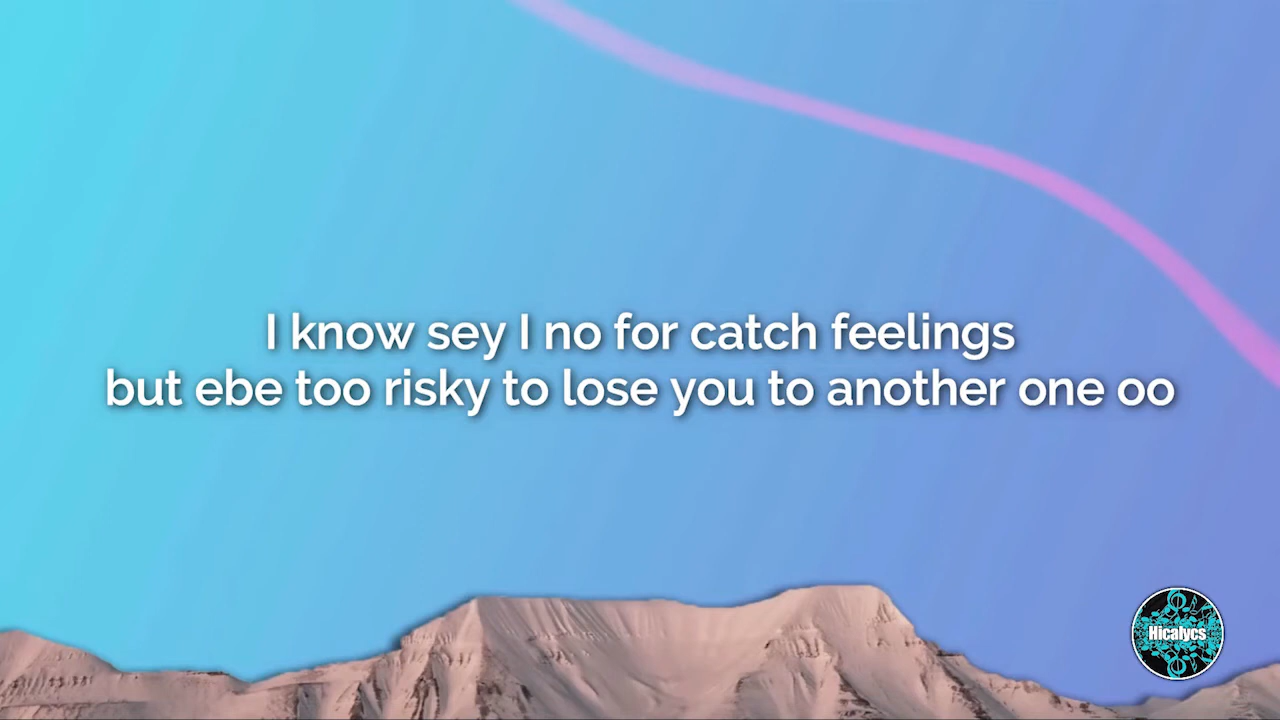 I know sey I no for catch feelings
but ebe too risky to lose you to another one oo
Hicalycs